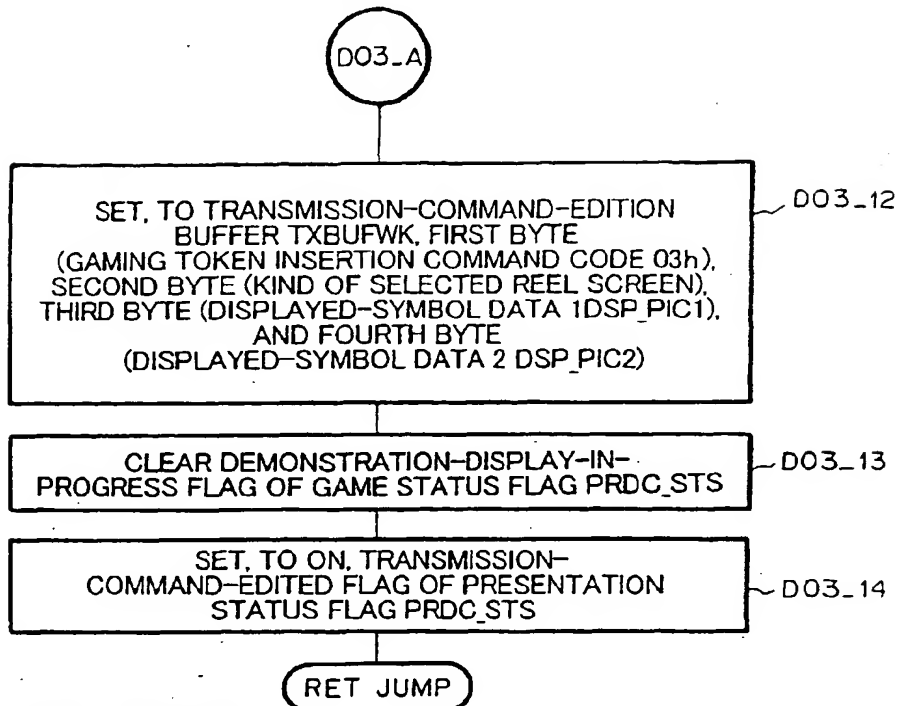 D03_A
SET, TO TRANSMISSION-COMMAND-EDITION
BUFFER TXBUFWK, FIRST BYTE
(GAMING TOKEN INSERTION COMMAND CODE 03h),
SECOND BYTE (KIND OF SELECTED REEL SCREEN),
THIRD BYTE (DISPLAYED-SYMBOL DATA 1DSP_PIC1),
AND FOURTH BYTE
(DISPLAYED-SYMBOL DATA 2 DSP_PIC2)
D03_12
CLEAR DEMONSTRATION-DISPLAY-IN-
PROGRESS FLAG OF GAME STATUS FLAG PRDC_STS
D03_13
SET, TO ON, TRANSMISSION-
COMMAND-EDITED FLAG OF PRESENTATION
STATUS FLAG PRDC_STS
D03_14
RET JUMP